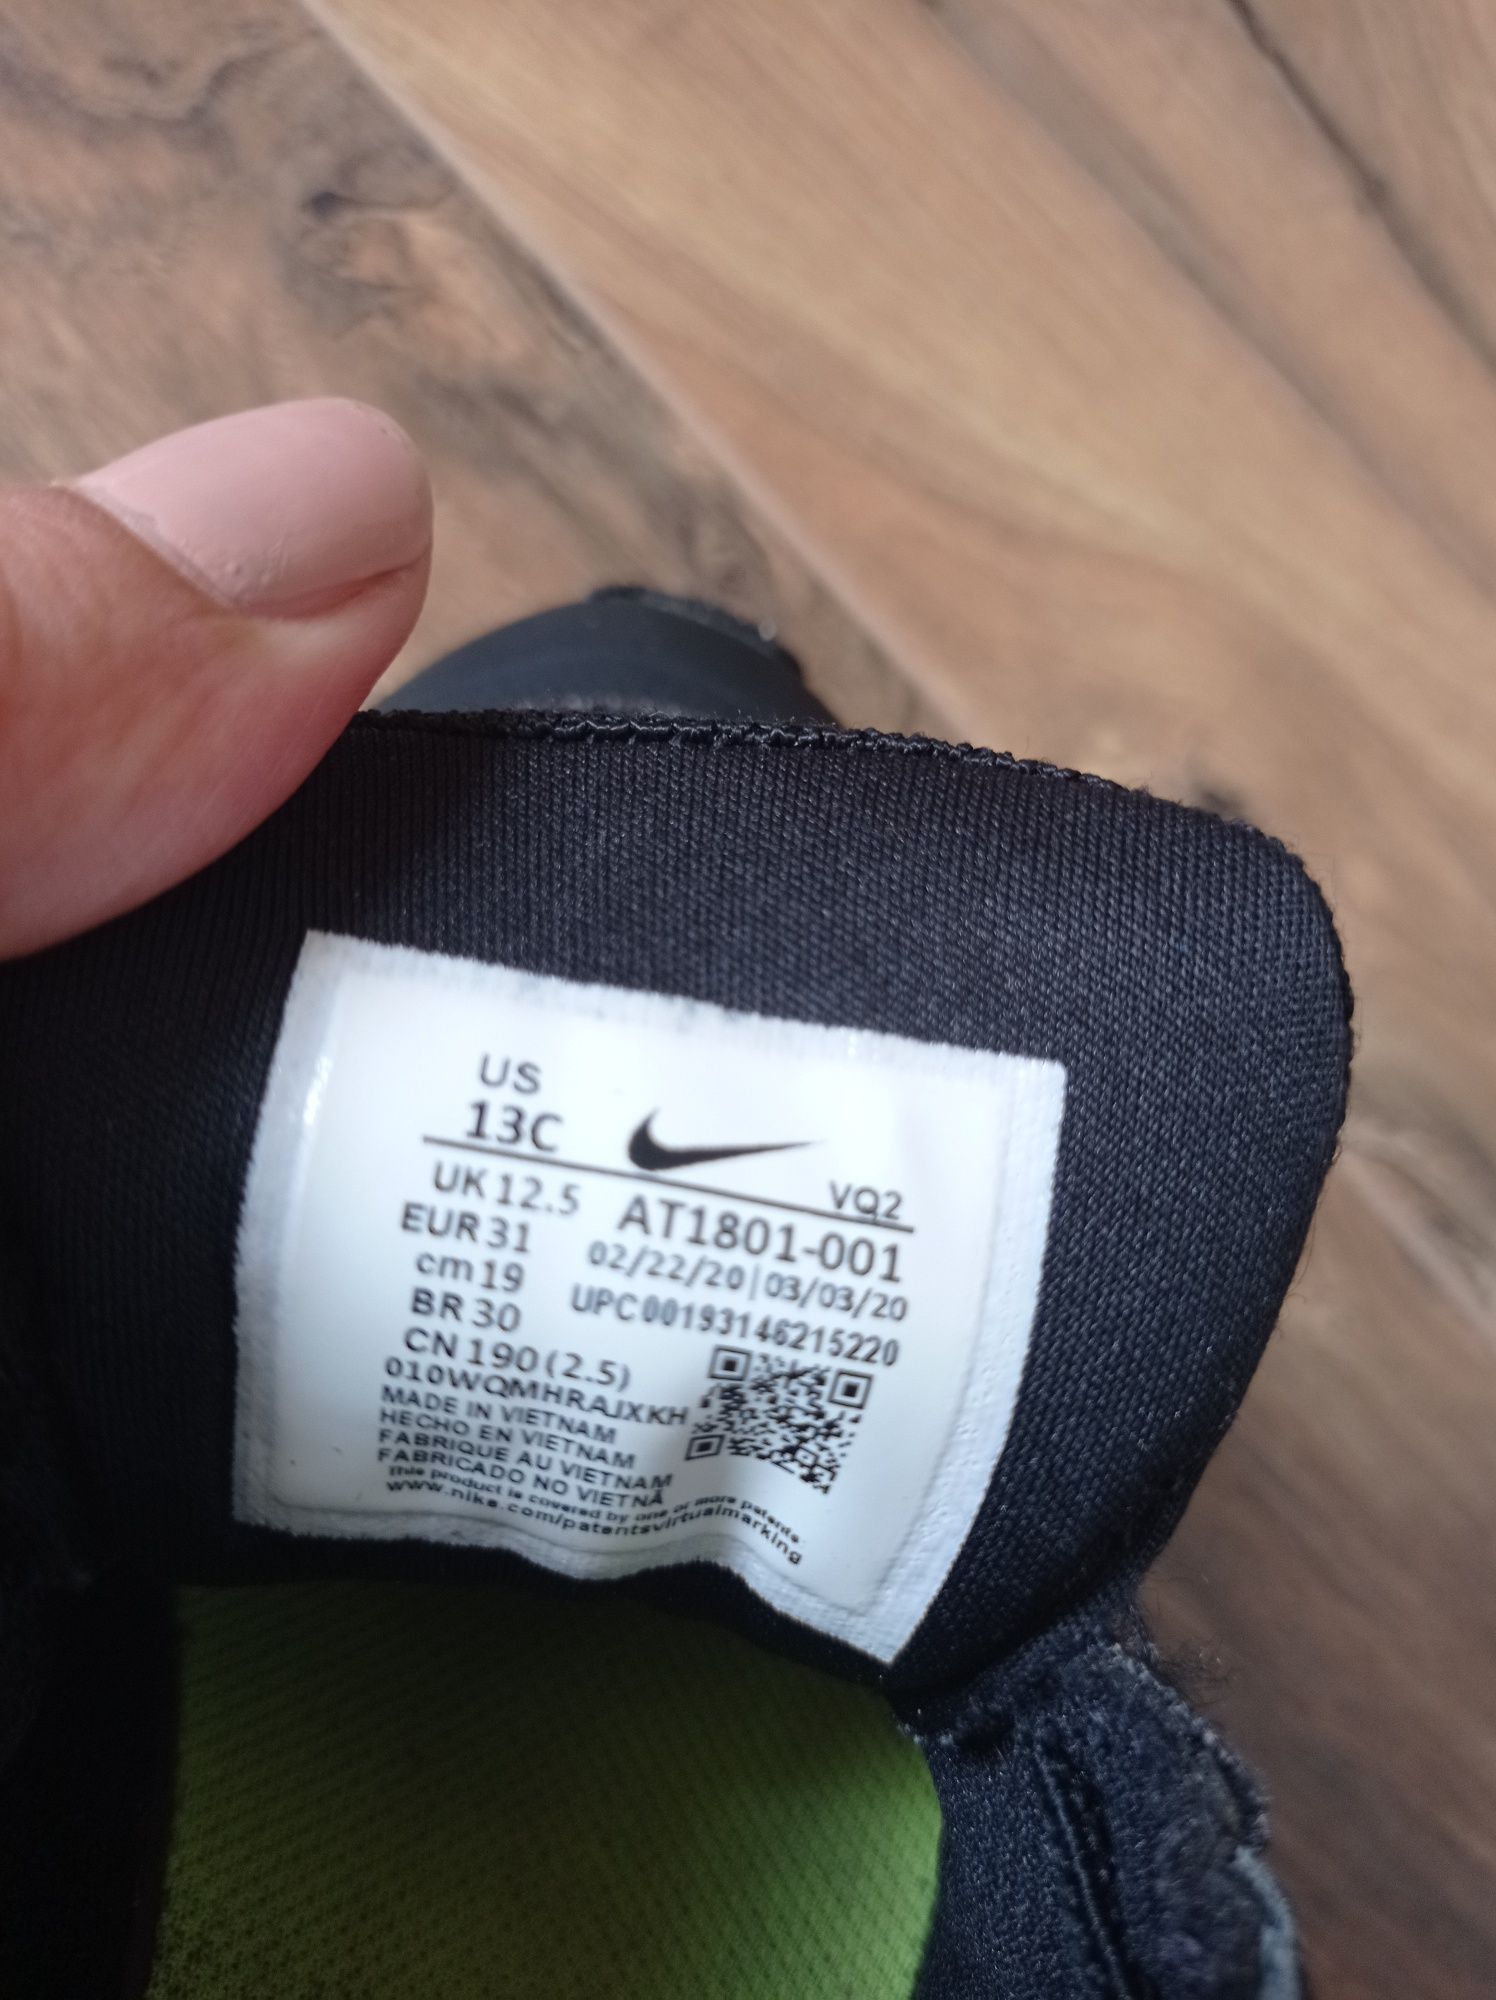 US
13C
VQ2
UK 12.5 AT1801-001
EUR 31 02/22/20|03/03/20
cm 19 UPC00193146215220
BR 30
CN 190(2.5)
010WQMHRAJXKH
MADE IN VIETNAM
HECHO EN VIETNAM
FABRIQUE AU VIETNAM
FABRICADO NO VIETNÃ
This product is covered by one or more patents.
www.nike.com/patentsvirtualmarking